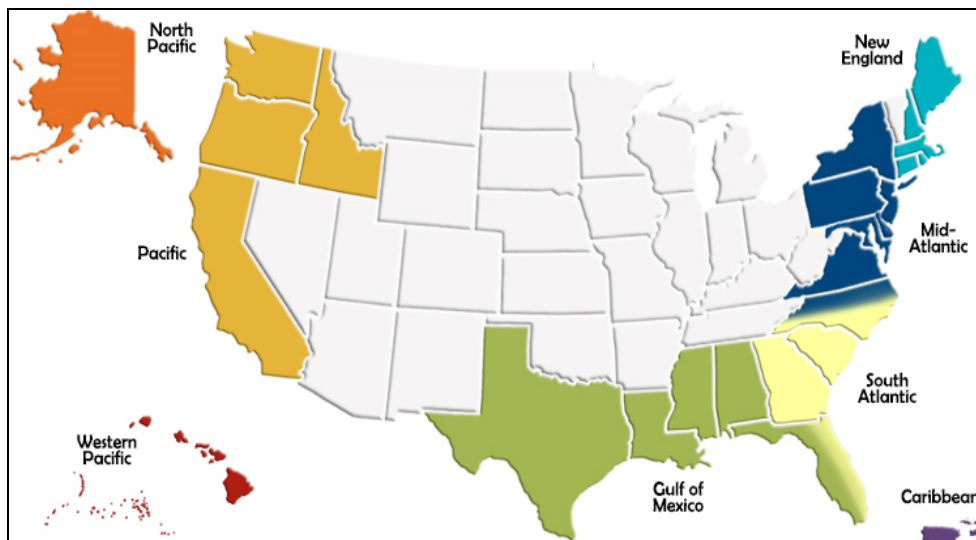 North
Pacific
New
England
Pacific
Mid-
Atlantic
South
Atlantic
Western
Pacific
Gulf of
Mexico
Caribbean